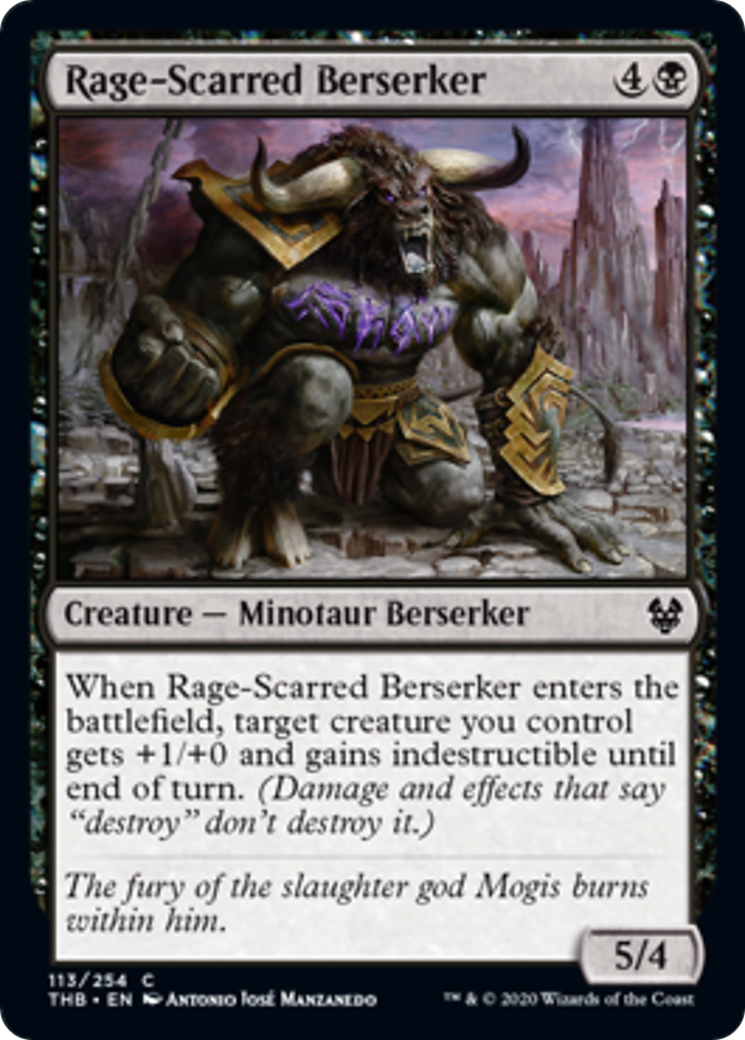 Rage-Scarred Berserker 4
Creature — Minotaur Berserker
When Rage-Scarred Berserker enters the
battlefield, target creature you control
gets +1/+0 and gains indestructible until
end of turn. (Damage and effects that say
“destroy” don’t destroy it.)
The fury of the slaughter god Mogis burns
within him.
5/4
113/254 C
THB • EN Antonio José Manzanedo
™ & © 2020 Wizards of the Coast